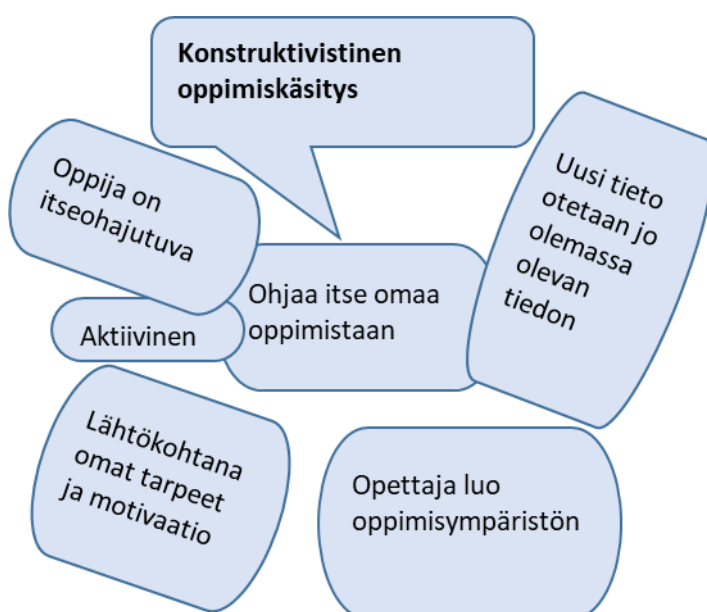 Konstruktivistinen
oppimiskäsitys
Oppija on
itseohajutuva
Uusi tieto
otetaan jo
olemassa
olevan
tiedon
Ohjaa itse omaa
oppimistaan
Aktiivinen
Lähtökohtana
omat tarpeet
ja motivaatio
Opettaja luo
oppimisympäristön